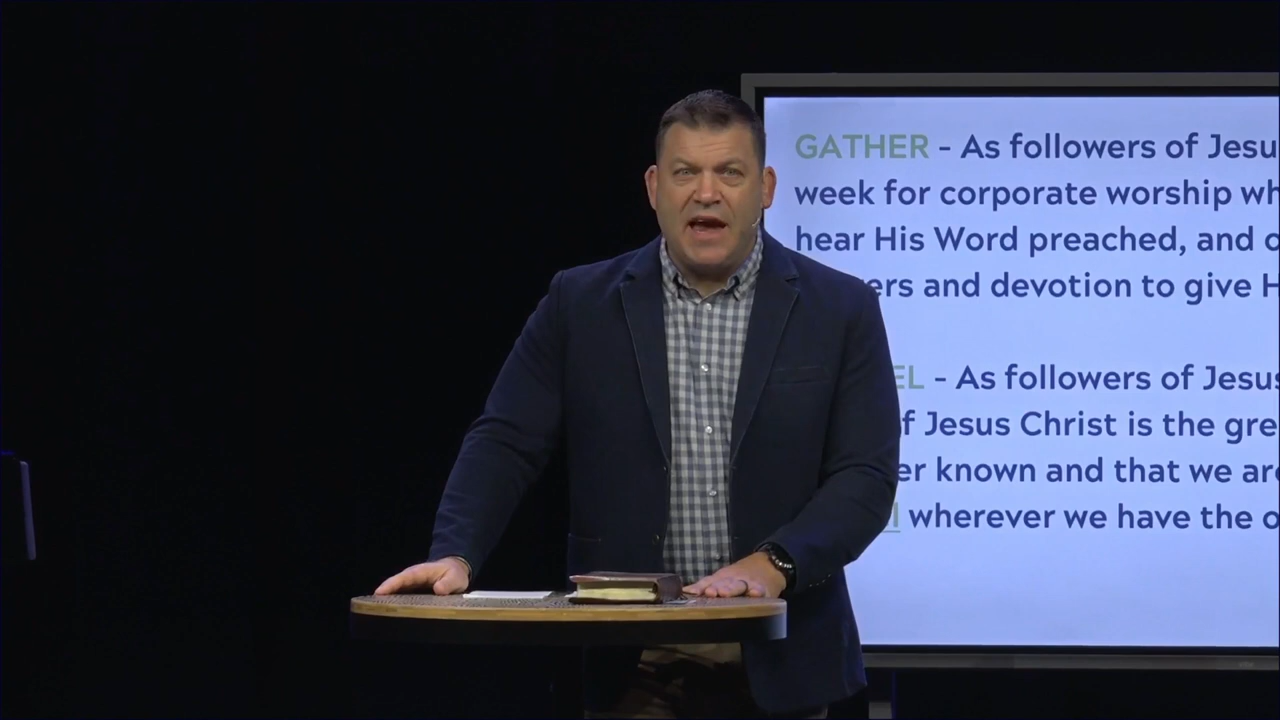 GATHER - As followers of Jesu
week for corporate worship wh
hear His Word preached, and
ers and devotion to give H
EL - As followers of Jesus
f Jesus Christ is the gre
er known and that we are
wherever we have the